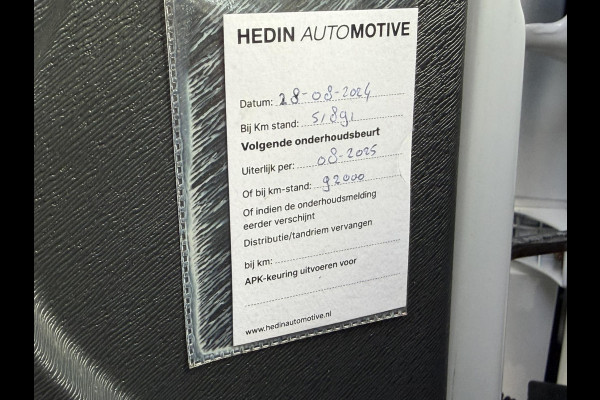 HEDIN AUTOMOTIVE
Datum: 28-08-2024
Bij Km stand: 51891
Volgende onderhoudsbeurt
Uiterlijk per: 08-2025
Of bij km-stand: 92000
Of indien de onderhoudsmelding
eerder verschijnt
Distributie/tandriem vervangen
bij km:
APK-keuring uitvoeren voor
www.hedinautomotive.nl